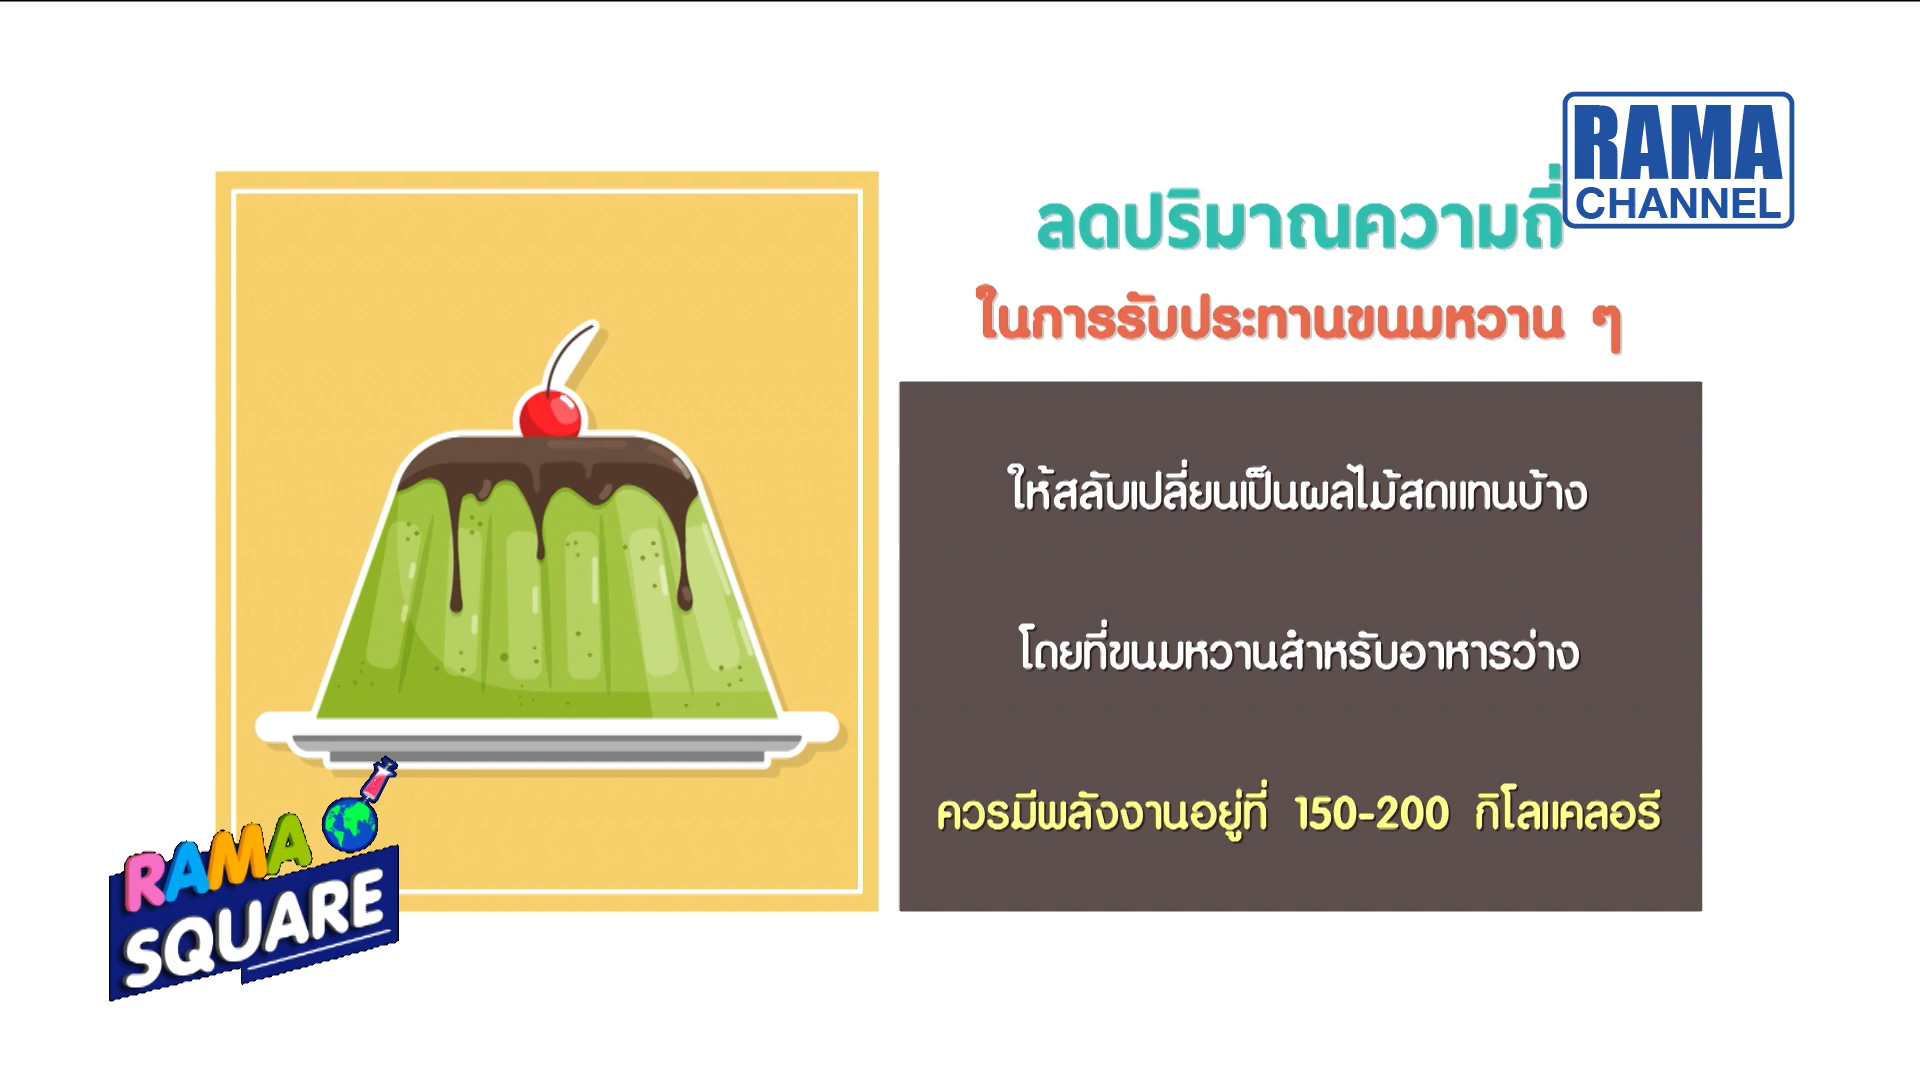 RAMA
CHANNEL
ลดปริมาณความถี่
ในการรับประทานขนมหวาน ๆ
ให้สลับเปลี่ยนเป็นผลไม้สดแทนบ้าง
โดยที่ขนมหวานสำหรับอาหารว่าง
ควรมีพลังงานอยู่ที่ 150-200 กิโลแคลอรี
RAMA
SQUARE